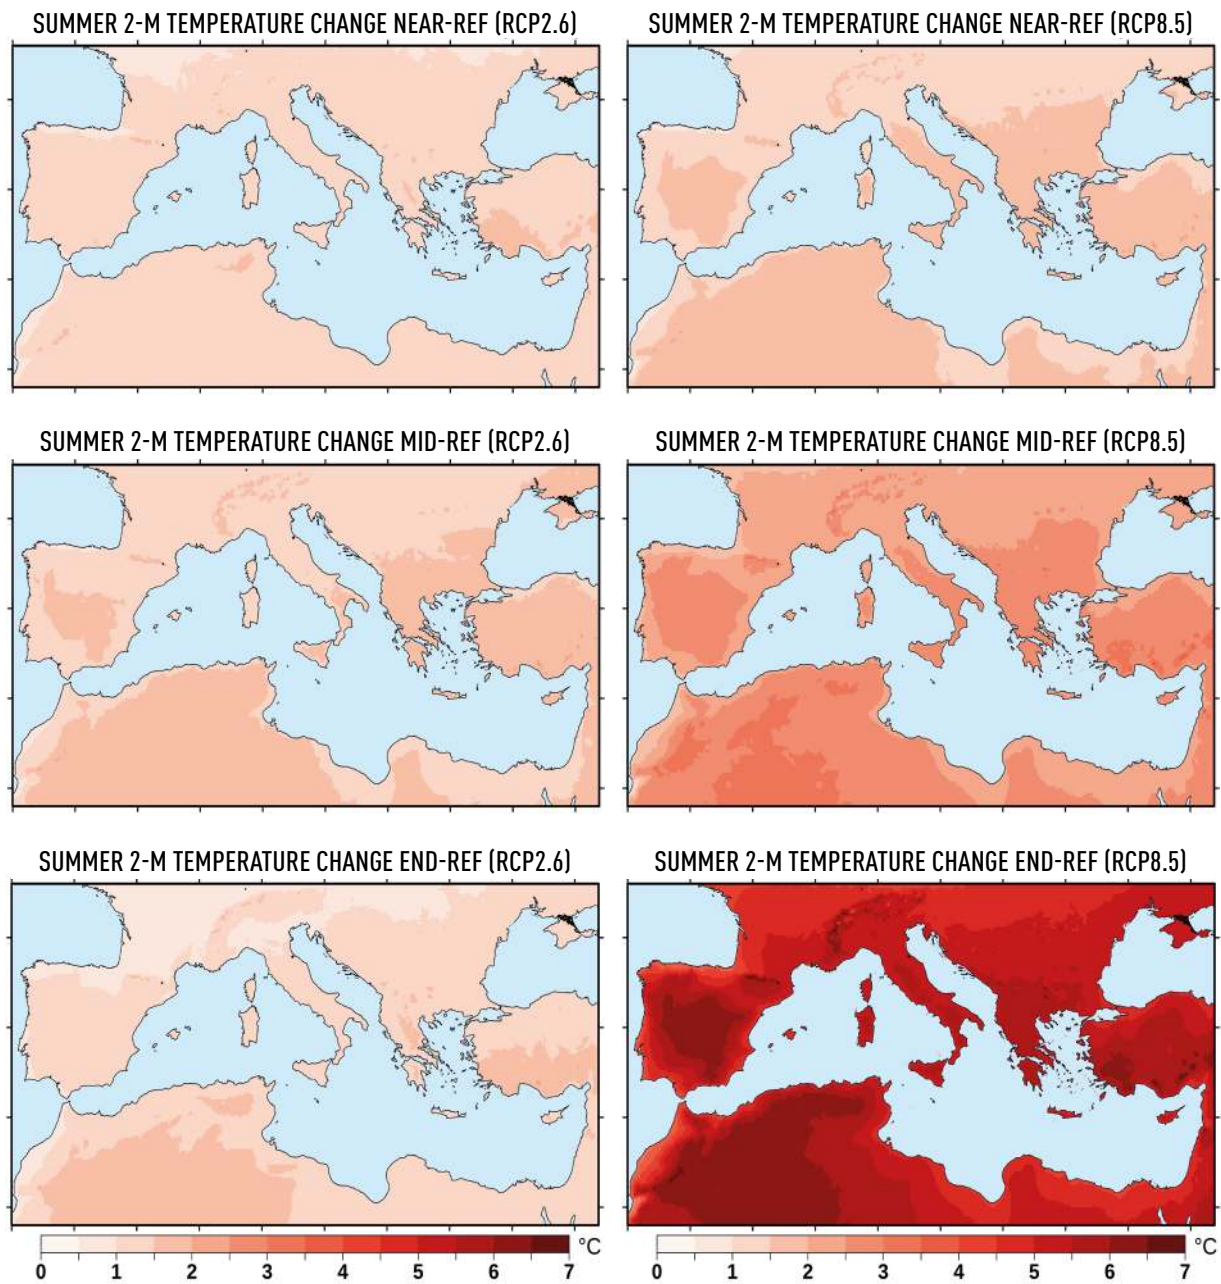 SUMMER 2-M TEMPERATURE CHANGE NEAR-REF (RCP2.6)
SUMMER 2-M TEMPERATURE CHANGE NEAR-REF (RCP8.5)
SUMMER 2-M TEMPERATURE CHANGE MID-REF (RCP2.6)
SUMMER 2-M TEMPERATURE CHANGE MID-REF (RCP8.5)
SUMMER 2-M TEMPERATURE CHANGE END-REF (RCP2.6)
SUMMER 2-M TEMPERATURE CHANGE END-REF (RCP8.5)
°C
0 1 2 3 4 5 6 7
°C
0 1 2 3 4 5 6 7